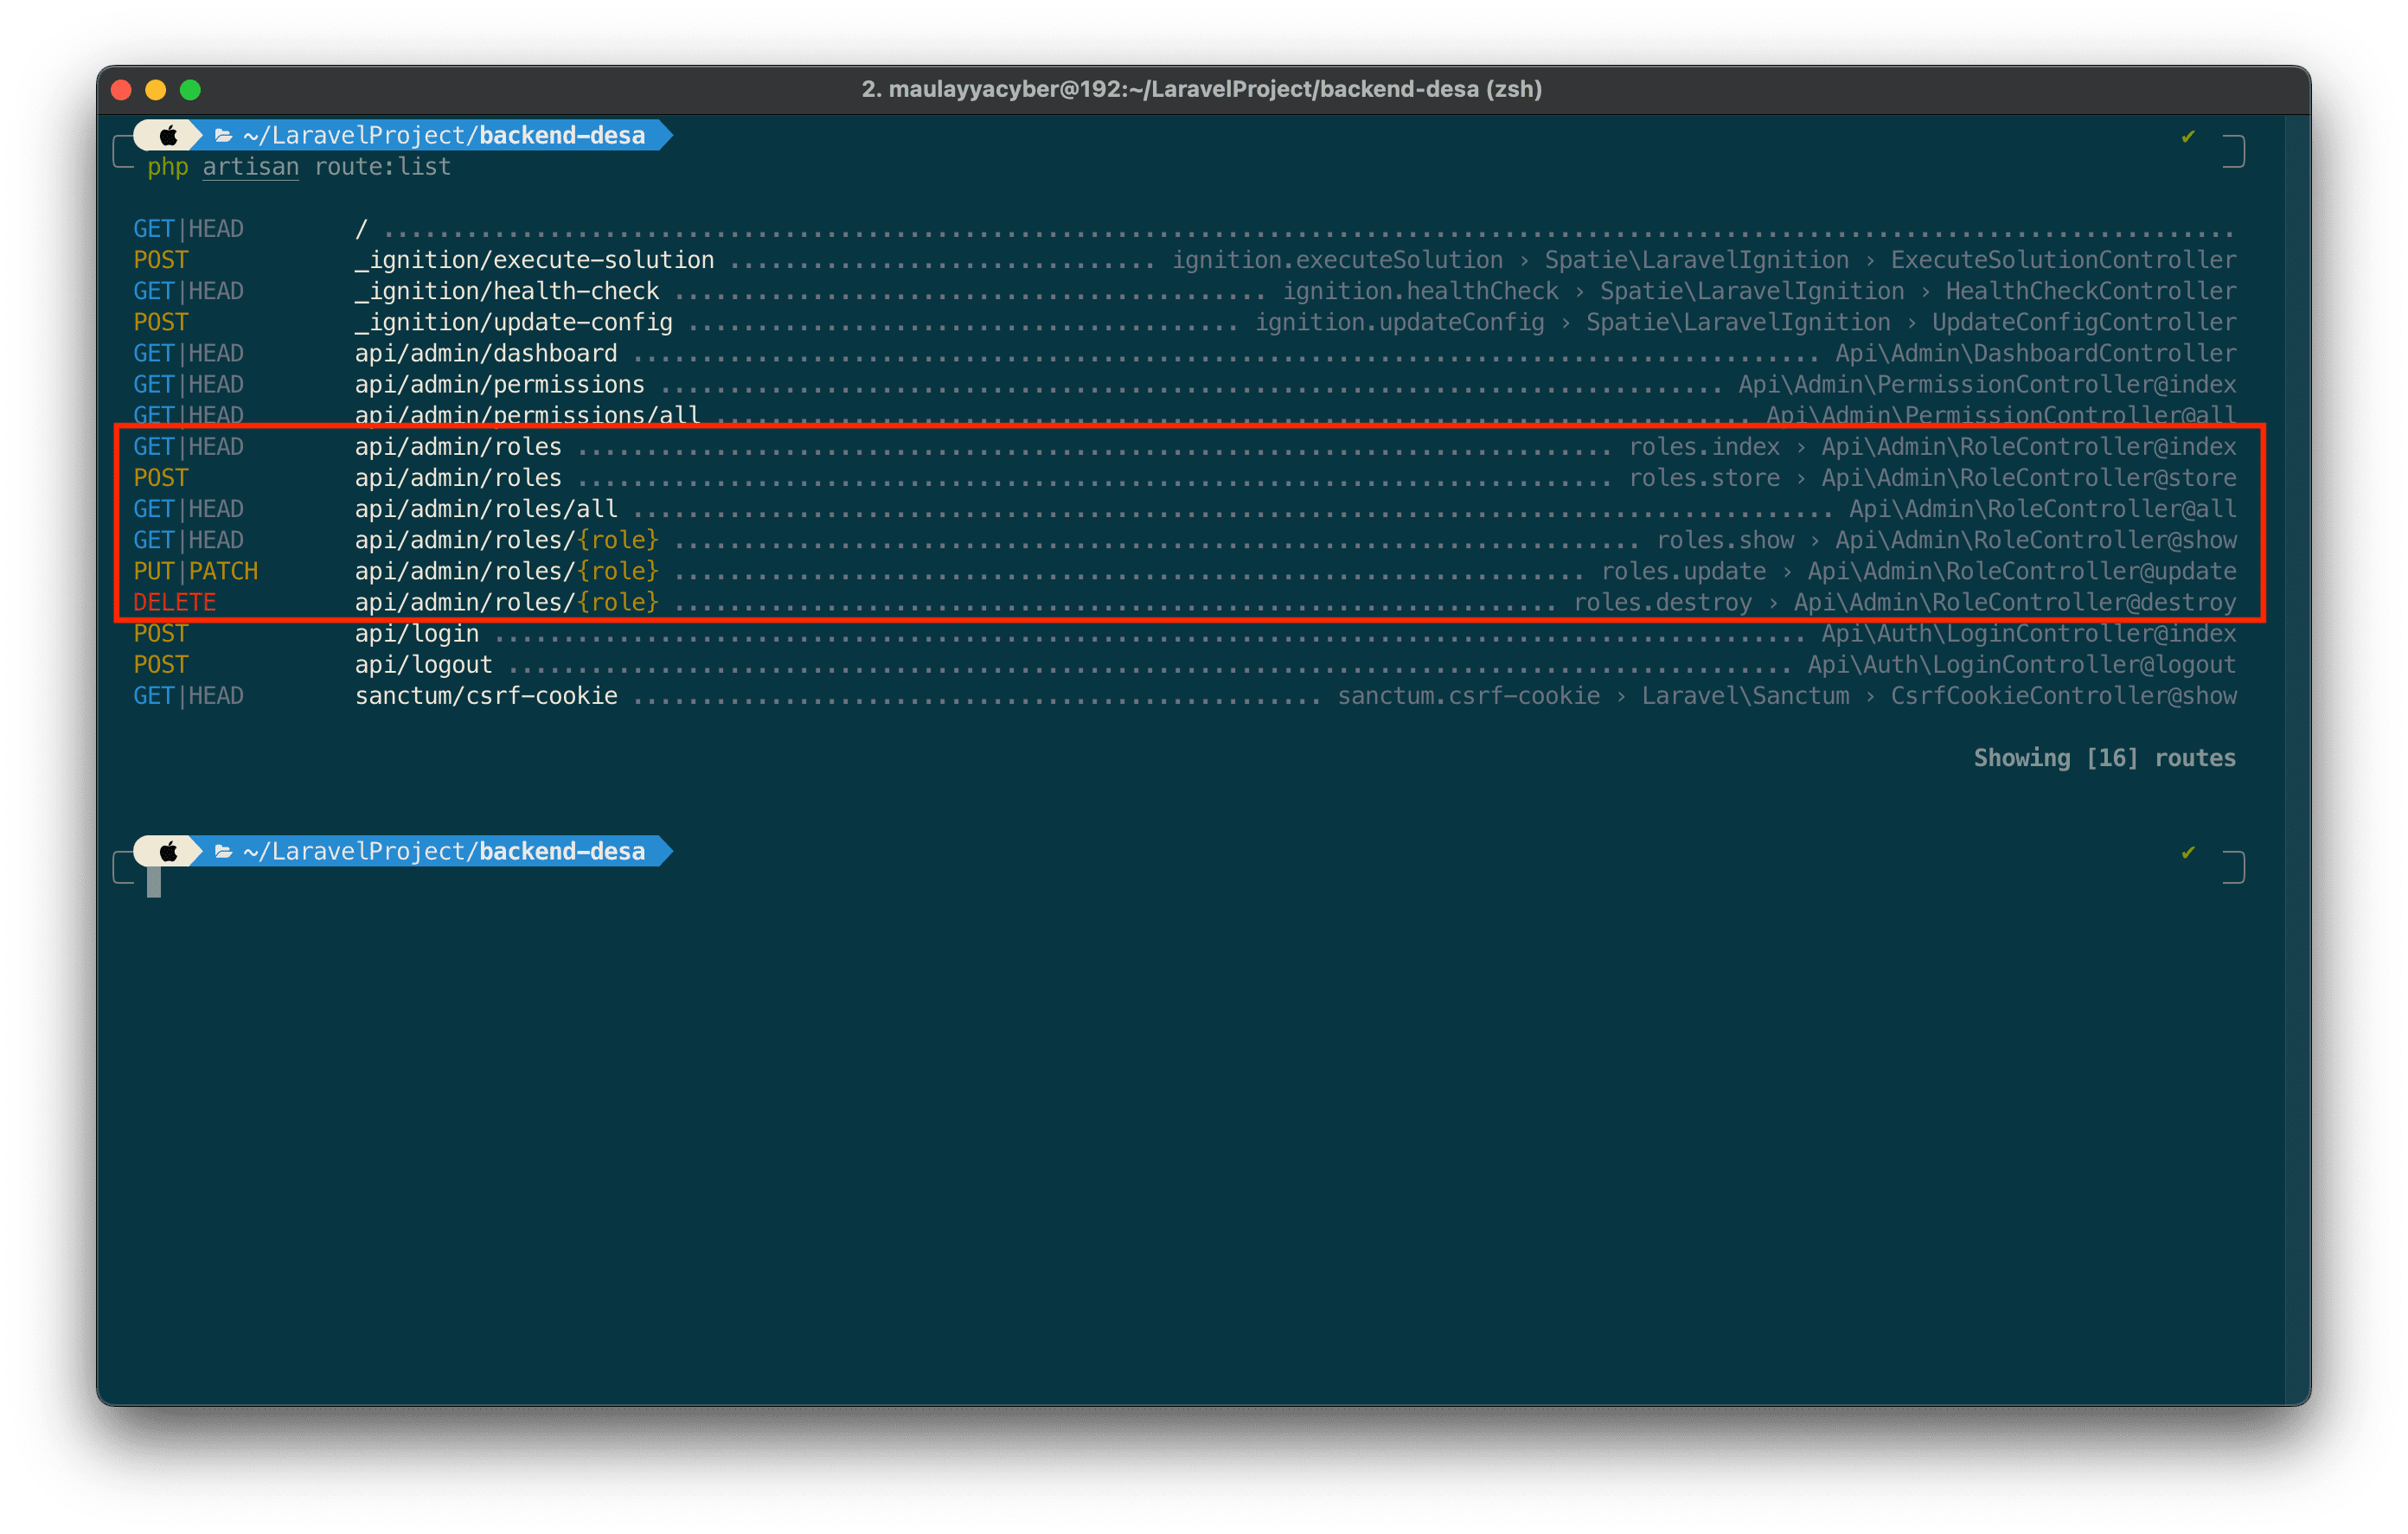 2. maulayyacyber@192:~/LaravelProject/backend-desa (zsh)
~/LaravelProject/backend-desa ✔
php artisan route:list
GET|HEAD / ......................................................................................................................................
POST _ignition/execute-solution ............................... ignition.executeSolution › Spatie\LaravelIgnition › ExecuteSolutionController
GET|HEAD _ignition/health-check ........................................... ignition.healthCheck › Spatie\LaravelIgnition › HealthCheckController
POST _ignition/update-config ........................................ ignition.updateConfig › Spatie\LaravelIgnition › UpdateConfigController
GET|HEAD api/admin/dashboard ...................................................................................... Api\Admin\DashboardController
GET|HEAD api/admin/permissions ............................................................................. Api\Admin\PermissionController@index
GET|HEAD api/admin/permissions/all ........................................................................... Api\Admin\PermissionController@all
GET|HEAD api/admin/roles ........................................................................... roles.index › Api\Admin\RoleController@index
POST api/admin/roles ........................................................................... roles.store › Api\Admin\RoleController@store
GET|HEAD api/admin/roles/all ....................................................................................... Api\Admin\RoleController@all
GET|HEAD api/admin/roles/{role} ...................................................................... roles.show › Api\Admin\RoleController@show
PUT|PATCH api/admin/roles/{role} .................................................................. roles.update › Api\Admin\RoleController@update
DELETE api/admin/roles/{role} ................................................................ roles.destroy › Api\Admin\RoleController@destroy
POST api/login ............................................................................................... Api\Auth\LoginController@index
POST api/logout ............................................................................................. Api\Auth\LoginController@logout
GET|HEAD sanctum/csrf-cookie .................................................. sanctum.csrf-cookie › Laravel\Sanctum › CsrfCookieController@show
Showing [16] routes
~/LaravelProject/backend-desa ✔